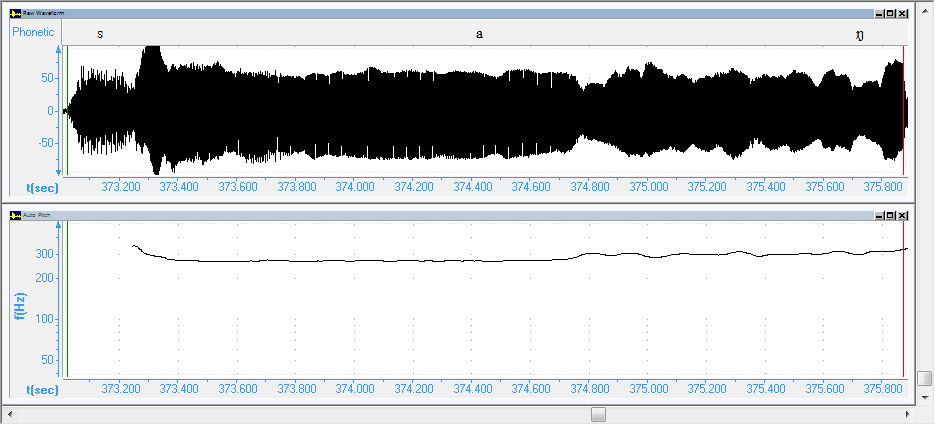 Raw Waveform
Phonetic s a ŋ
50
0
-50
t(sec) 373.200 373.400 373.600 373.800 374.000 374.200 374.400 374.600 374.800 375.000 375.200 375.400 375.600 375.800
Auto Pitch
300
200
f(Hz)
100
50
t(sec) 373.200 373.400 373.600 373.800 374.000 374.200 374.400 374.600 374.800 375.000 375.200 375.400 375.600 375.800